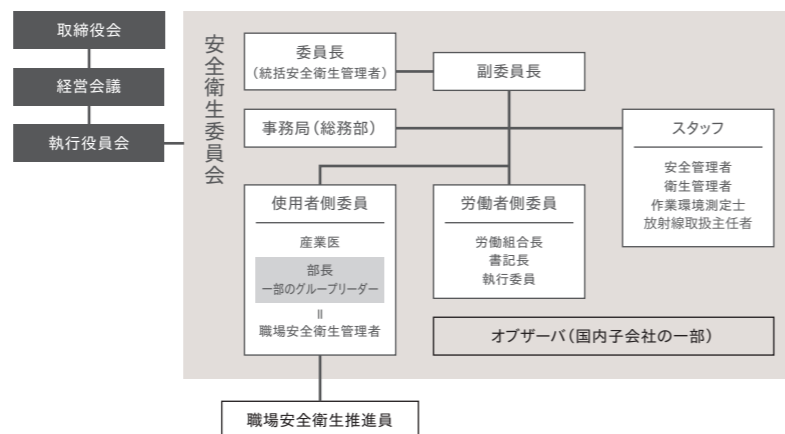 取締役会
経営会議
執行役員会
安全衛生委員会
委員長
(統括安全衛生管理者)
副委員長
事務局(総務部)
スタッフ
安全管理者
衛生管理者
作業環境測定士
放射線取扱主任者
使用者側委員
産業医
部長
一部のグループリーダー
=
職場安全衛生管理者
労働者側委員
労働組合長
書記長
執行委員
オブザーバ(国内子会社の一部)
職場安全衛生推進員